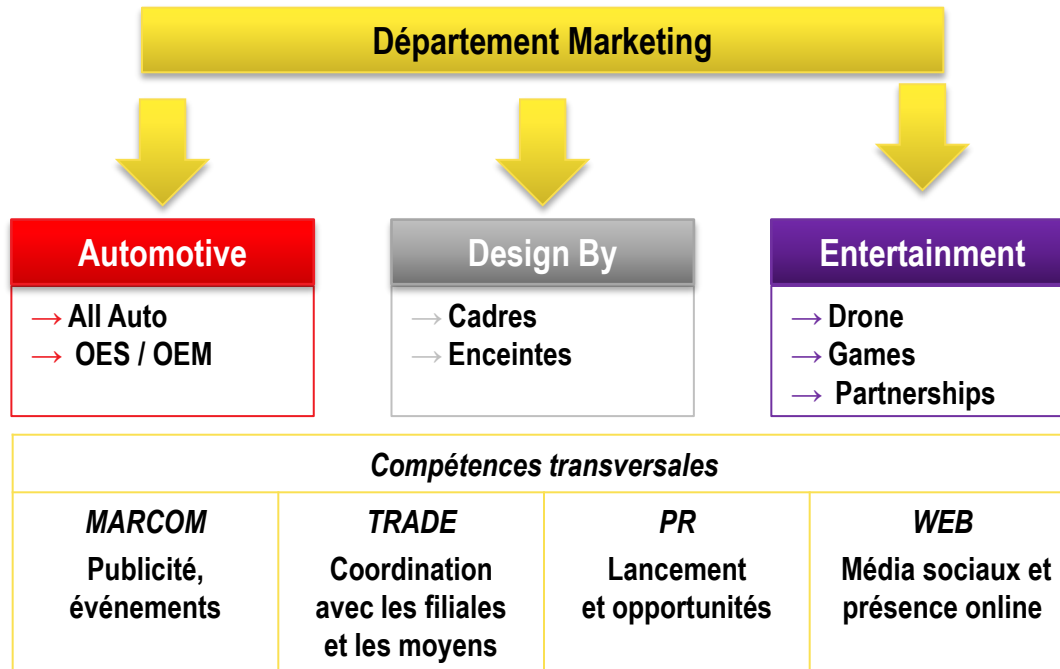 Département Marketing
Automotive
→ All Auto
→ OES / OEM
Design By
→ Cadres
→ Enceintes
Entertainment
→ Drone
→ Games
→ Partnerships
Compétences transversales
MARCOM
Publicité,
événements
TRADE
Coordination
avec les filiales
et les moyens
PR
Lancement
et opportunités
WEB
Média sociaux et
présence online